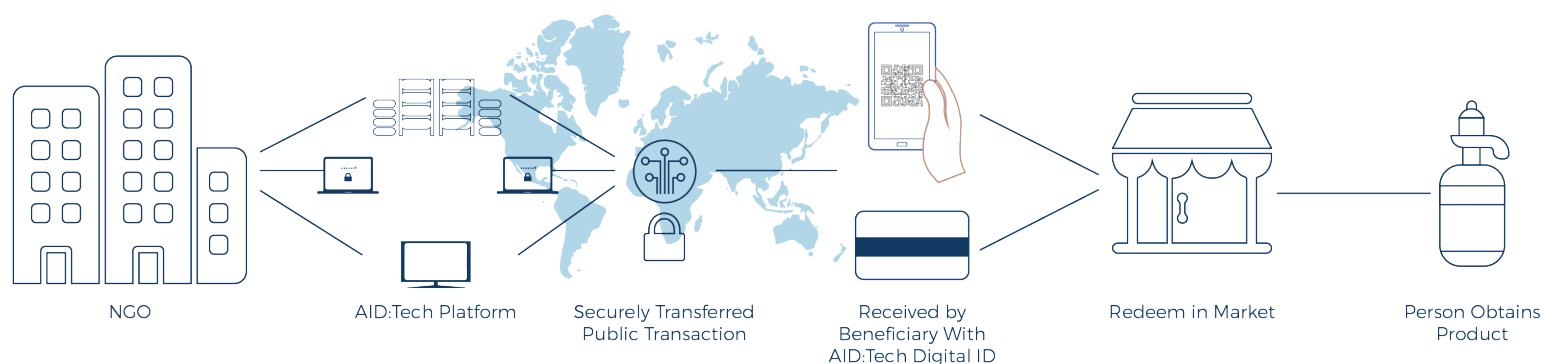 NGO
AID:Tech Platform
Securely Transferred
Public Transaction
Received by
Beneficiary With
AID:Tech Digital ID
Redeem in Market
Person Obtains
Product